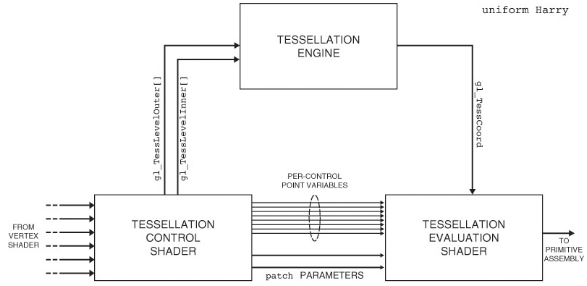 uniform Harry
TESSELLATION
ENGINE
gl_TessLevelOuter[]
gl_TessLevelInner[]
gl_TessCoord
PER-CONTROL
POINT VARIABLES
FROM
VERTEX
SHADER
TESSELLATION
CONTROL
SHADER
TESSELLATION
EVALUATION
SHADER
TO
PRIMITIVE
ASSEMBLY
patch PARAMETERS